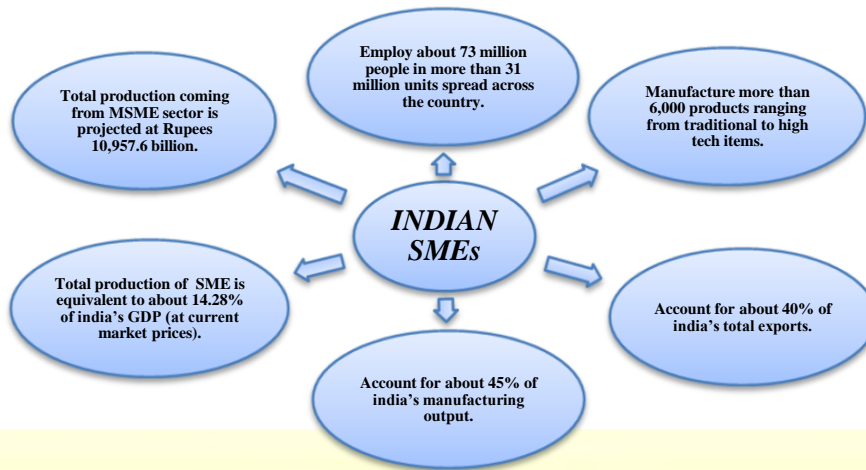 Employ about 73 million
people in more than 31
million units spread across
the country.
Total production coming
from MSME sector is
projected at Rupees
10,957.6 billion.
Manufacture more than
6,000 products ranging
from traditional to high
tech items.
INDIAN
SMEs
Total production of SME is
equivalent to about 14.28%
of india's GDP (at current
market prices).
Account for about 40% of
india's total exports.
Account for about 45% of
india's manufacturing
output.